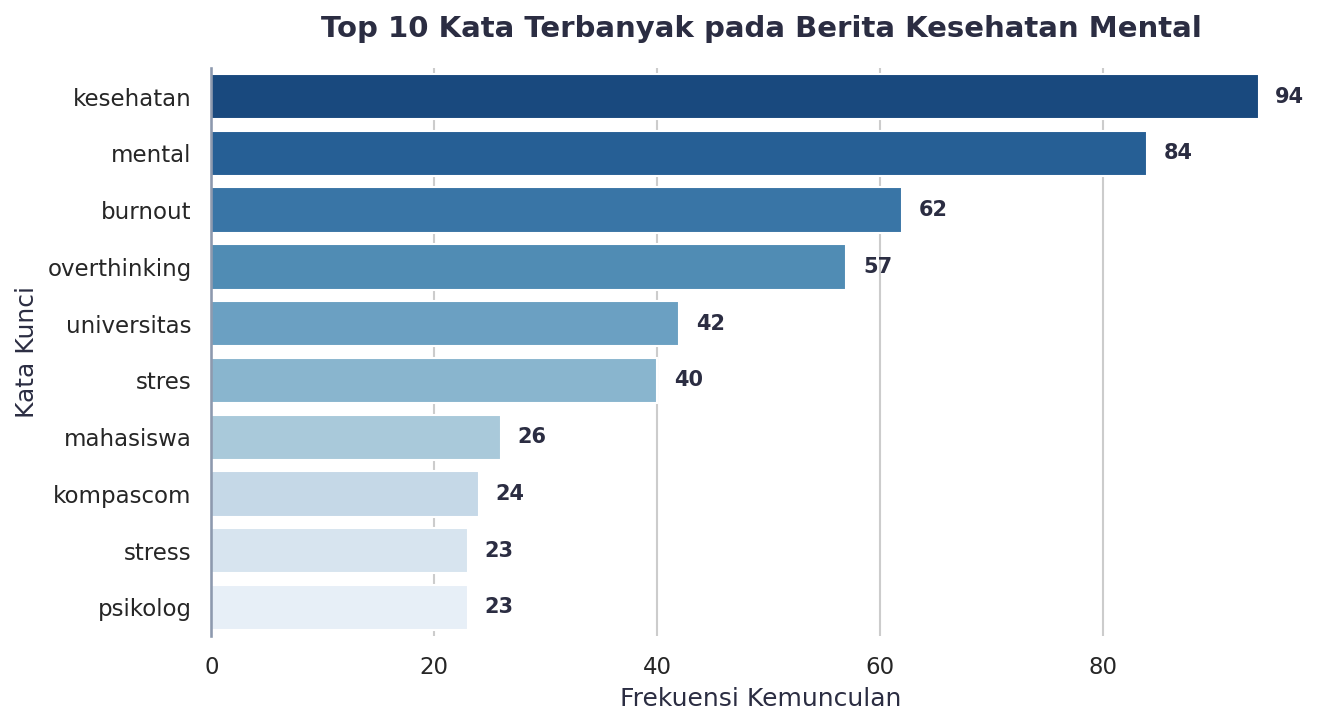 Top 10 Kata Terbanyak pada Berita Kesehatan Mental
Kata Kunci
kesehatan 94
mental 84
burnout 62
overthinking 57
universitas 42
stres 40
mahasiswa 26
kompascom 24
stress 23
psikolog 23
0 20 40 60 80
Frekuensi Kemunculan